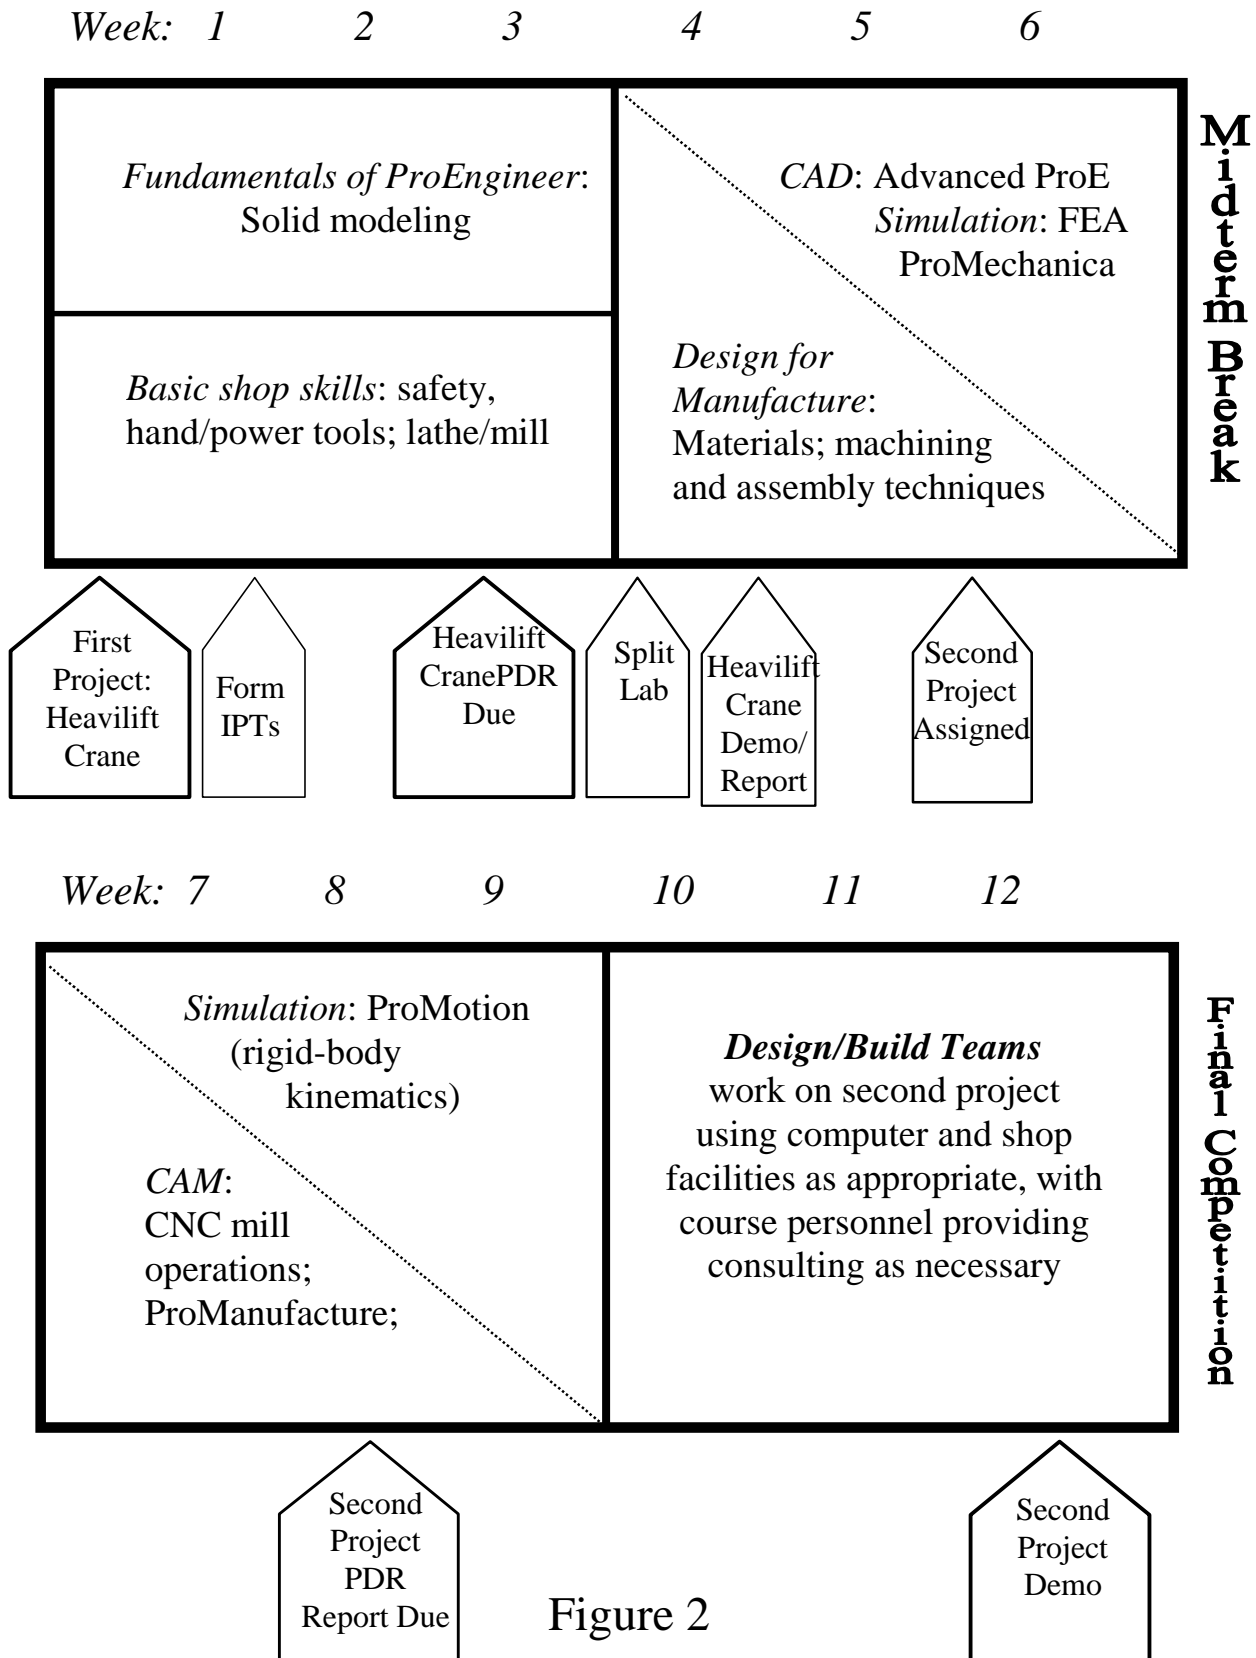 Week: 1 2 3 4 5 6
Fundamentals of ProEngineer:
Solid modeling
Basic shop skills: safety,
hand/power tools; lathe/mill
CAD: Advanced ProE
Simulation: FEA
ProMechanica
Design for
Manufacture:
Materials; machining
and assembly techniques
Midterm Break
First
Project:
Heavilift
Crane
Form
IPTs
Heavilift
CranePDR
Due
Split
Lab
Heavilift
Crane
Demo/
Report
Second
Project
Assigned
Week: 7 8 9 10 11 12
Simulation: ProMotion
(rigid-body
kinematics)
CAM:
CNC mill
operations;
ProManufacture;
Design/Build Teams
work on second project
using computer and shop
facilities as appropriate, with
course personnel providing
consulting as necessary
Final Competition
Second
Project
PDR
Report Due
Second
Project
Demo
Figure 2